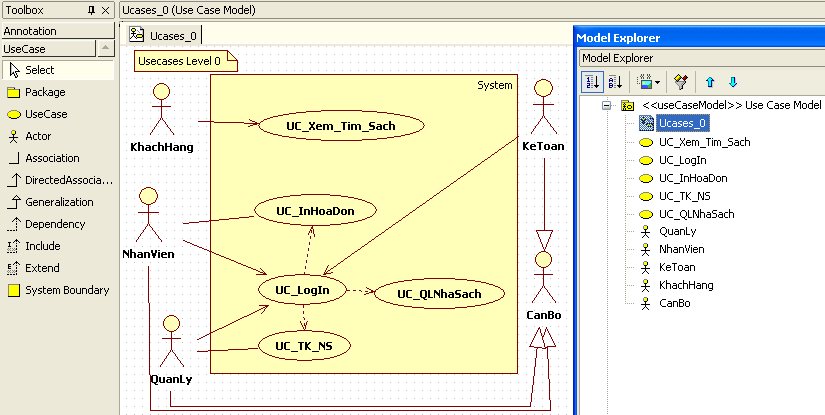 Toolbox
Annotation
UseCase
Select
Package
UseCase
Actor
Association
DirectedAssocia...
Generalization
Dependency
Include
Extend
System Boundary
Ucases_0 (Use Case Model)
Ucases_0
Usecases Level 0
System
KhachHang
UC_Xem_Tim_Sach
KeToan
NhanVien
UC_InHoaDon
UC_LogIn
UC_QLNhaSach
CanBo
QuanLy
UC_TK_NS
Model Explorer
Model Explorer
<<useCaseModel>> Use Case Model
Ucases_0
UC_Xem_Tim_Sach
UC_LogIn
UC_InHoaDon
UC_TK_NS
UC_QLNhaSach
QuanLy
NhanVien
KeToan
KhachHang
CanBo